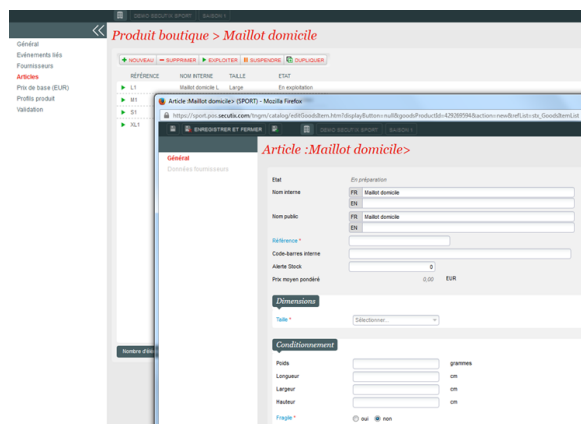 DEMO SECUTIX SPORT SAISON 1
Produit boutique > Maillot domicile
Général
Evénements liés
Fournisseurs
Articles
Prix de base (EUR)
Profils produit
Validation
NOUVEAU SUPPRIMER EXPLOITER SUSPENDRE DUPLIQUER
RÉFÉRENCE NOM INTERNE TAILLE ETAT
L1 Maillot domicile L Large En exploitation
M1
S1
XL1
Article :Maillot domicile> (SPORT) - Mozilla Firefox
https://sport.pos.secutix.com/tngm/catalog/editGoodsItem.htm?displayButton=null&goodsProductId=429269594&action=new&refList=sts_GoodsItemList
ENREGISTRER ET FERMER DEMO SECUTIX SPORT SAISON 1
Article :Maillot domicile>
Général
Données fournisseurs
Etat En préparation
Nom interne FR Maillot domicile
EN
Nom public FR Maillot domicile
EN
Référence *
Code-barres interne
Alerte Stock 0
Prix moyen pondéré 0,00 EUR
Dimensions
Taille * Sélectionner...
Conditionnement
Poids grammes
Longueur cm
Largeur cm
Hauteur cm
Fragile * oui non
Nombre d'élé